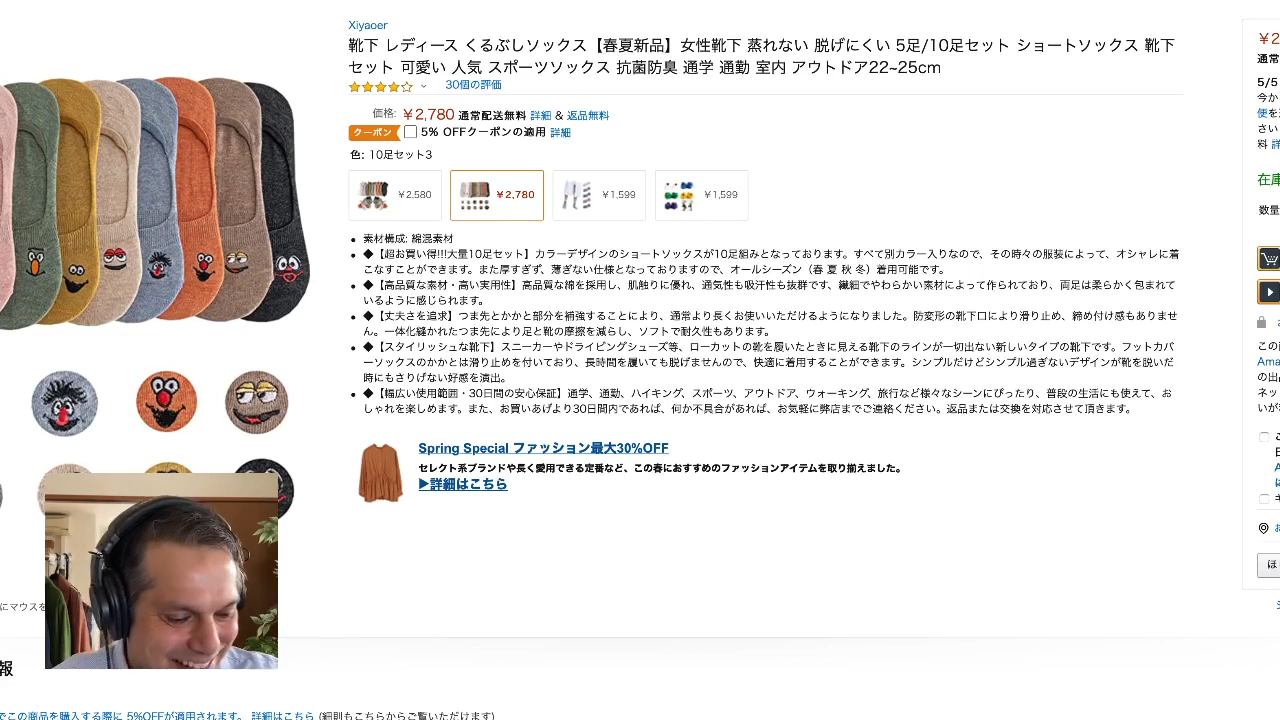 Xiyaoer
靴下 レディース くるぶしソックス【春夏新品】女性靴下 蒸れない 脱げにくい 5足/10足セット ショートソックス 靴下
セット 可愛い 人気 スポーツソックス 抗菌防臭 通学 通勤 室内 アウトドア22~25cm
30個の評価
価格: ￥2,780 通常配送無料 詳細 & 返品無料
クーポン 5% OFFクーポンの適用 詳細
色: 10足セット3
￥2,580 ￥2,780 ￥1,599 ￥1,599
素材構成: 綿混素材
◆【超お買い得!!!大量10足セット】カラーデザインのショートソックスが10足組みとなっております。すべて別カラー入りなので、その時々の服装によって、オシャレに着
こなすことができます。また厚すぎず、薄ぎない仕様となっておりますので、オールシーズン（春 夏 秋 冬）着用可能です。
◆【高品質な素材・高い実用性】高品質な綿を採用し、肌触りに優れ、通気性も吸汗性も抜群です、繊細でやわらかい素材によって作られており、両足は柔らかく包まれて
いるように感じられます。
◆【丈夫さを追求】つま先とかかと部分を補強することにより、通常より長くお使いいただけるようになりました。防変形の靴下口により滑り止め、締め付け感もありませ
ん。一体化縫かれたつま先により足と靴の摩擦を減らし、ソフトで耐久性もあります。
◆【スタイリッシュな靴下】スニーカーやドライビングシューズ等、ローカットの靴を履いたときに見える靴下のラインが一切出ない新しいタイプの靴下です。フットカバ
ーソックスのかかとは滑り止めを付いており、長時間を履いても脱げませんので、快適に着用することができます。シンプルだけどシンプル過ぎないデザインが靴を脱いだ
時にもさりげない好感を演出。
◆【幅広い使用範囲・30日間の安心保証】通学、通勤、ハイキング、スポーツ、アウトドア、ウォーキング、旅行など様々なシーンにぴったり、普段の生活にも使えて、お
しゃれを楽しめます。また、お買いあげより30日間内であれば、何か不具合があれば、お気軽に弊店までご連絡ください。返品または交換を対応させて頂きます。
Spring Special ファッション最大30%OFF
セレクト系ブランドや長く愛用できる定番など、この春におすすめのファッションアイテムを取り揃えました。
▶詳細はこちら
￥2
通常
5/5
今か
便を
さい
料 詳
在庫
数量
この商
Ama
の出
ネッ
いが
ほ
にマウスを
報
でこの商品を購入する際に 5%OFFが適用されます。 詳細はこちら (細則もこちらからご覧いただけます)